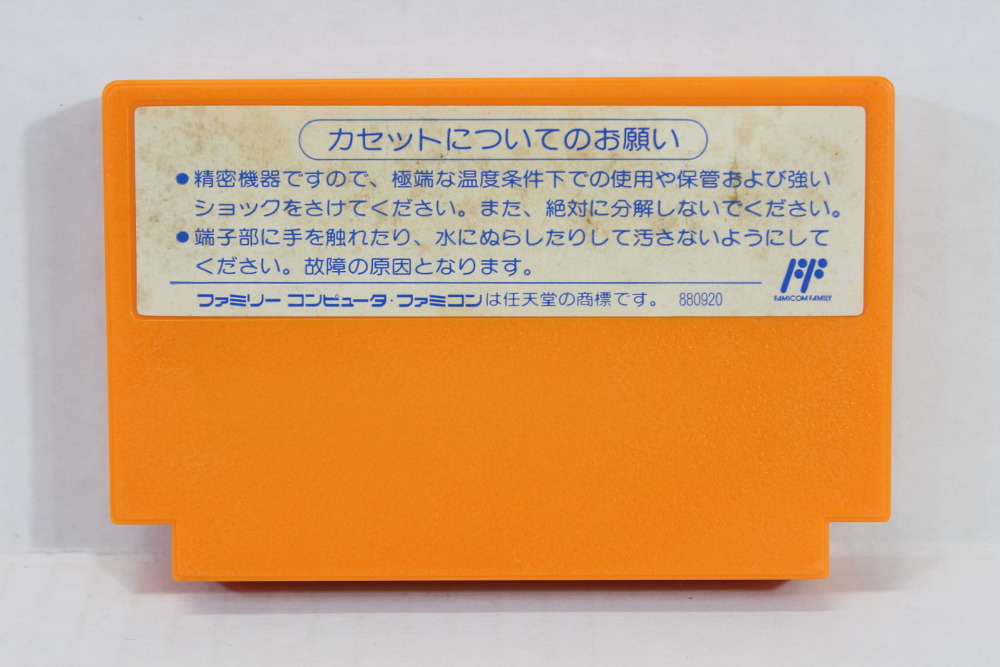 カセットについてのお願い
●精密機器ですので、極端な温度条件下での使用や保管および強い
ショックをさけてください。また、絶対に分解しないでください。
●端子部に手を触れたり、水にぬらしたりして汚さないようにして
ください。故障の原因となります。
ファミリー コンピュータ・ファミコンは任天堂の商標です。 880920
FAMICOM FAMILY